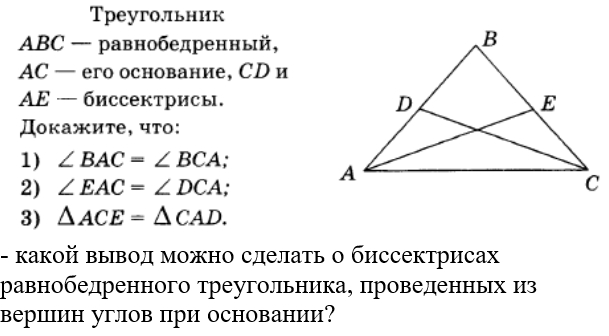 Треугольник
ABC — равнобедренный,
AC — его основание, CD и
AE — биссектрисы.
Докажите, что:
1) ∠ BAC = ∠ BCA;
2) ∠ EAC = ∠ DCA;
3) Δ ACE = Δ CAD.
B
D
E
A
C
- какой вывод можно сделать о биссектрисах
равнобедренного треугольника, проведенных из
вершин углов при основании?